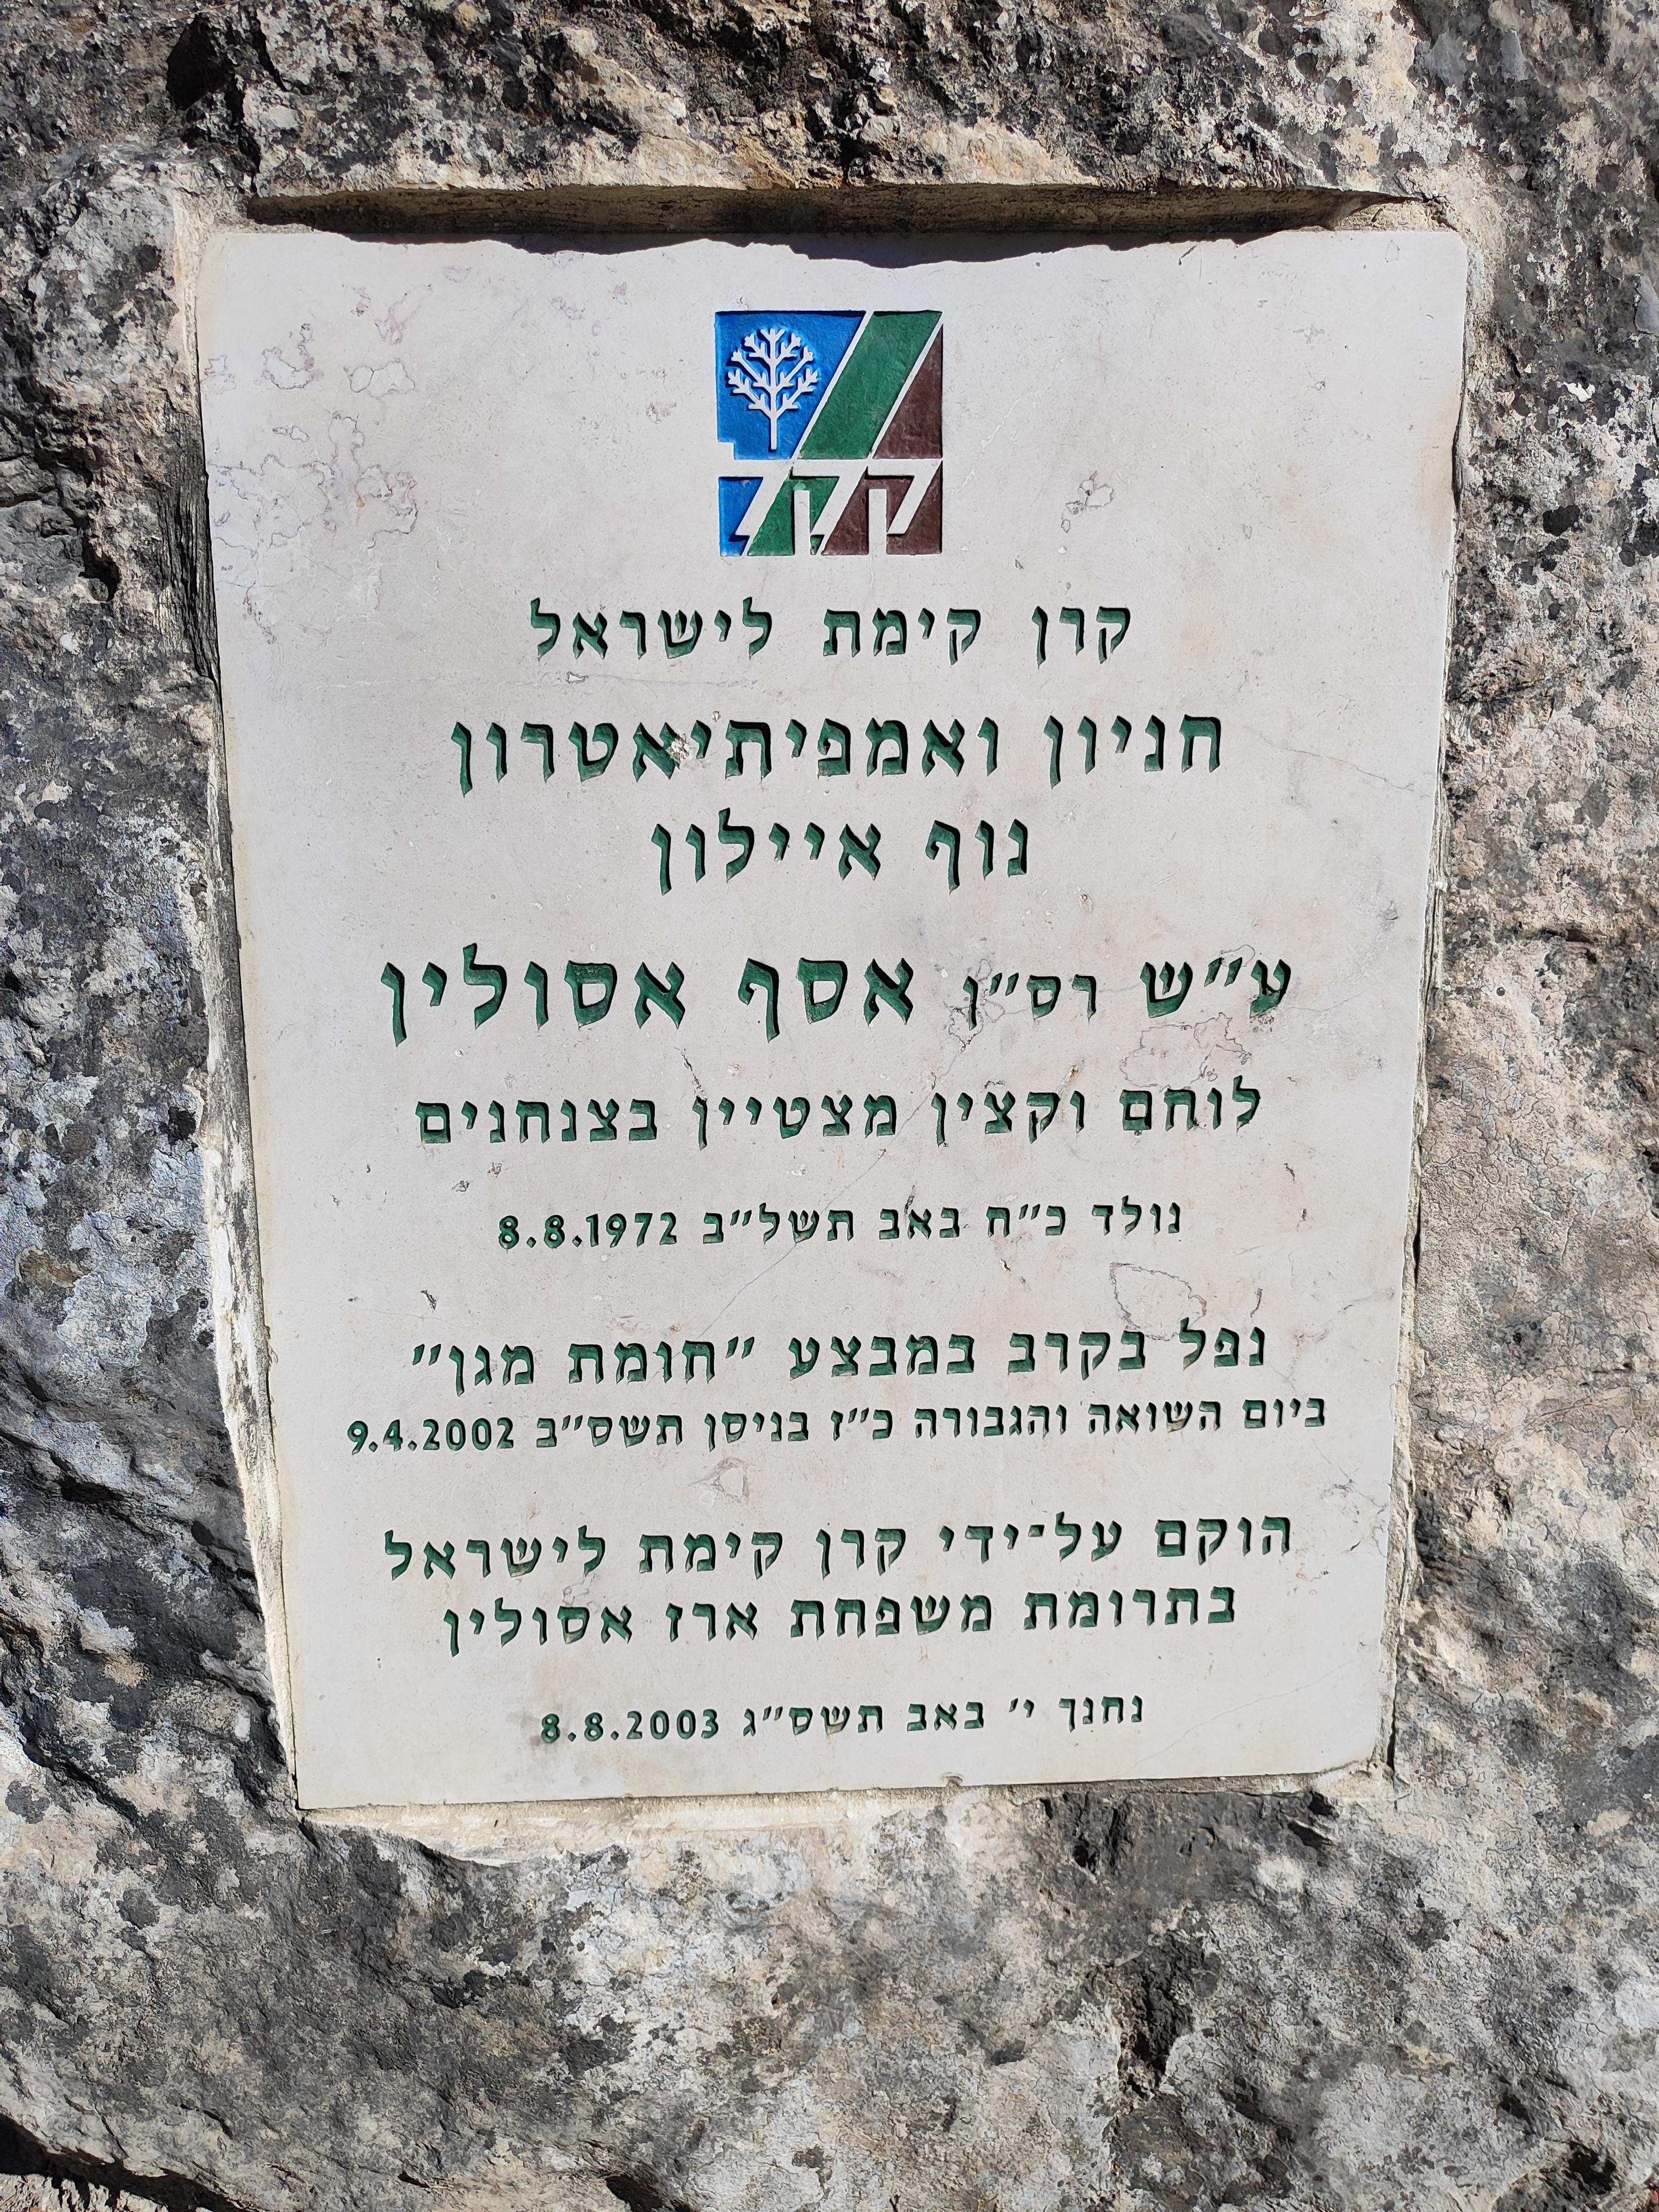 קק"ל
קרן קימת לישראל
חניון ואמפיתיאטרון
נוף איילון
ע"ש רס"ן אסף אסולין
לוחם וקצין מצטיין בצנחנים
נולד כ"ח באב תשל"ב 8.8.1972
נפל בקרב במבצע "חומת מגן"
ביום השואה והגבורה כ"ז בניסן תשס"ב 9.4.2002
הוקם על-ידי קרן קימת לישראל
בתרומת משפחת ארז אסולין
נחנך י' באב תשס"ג 8.8.2003